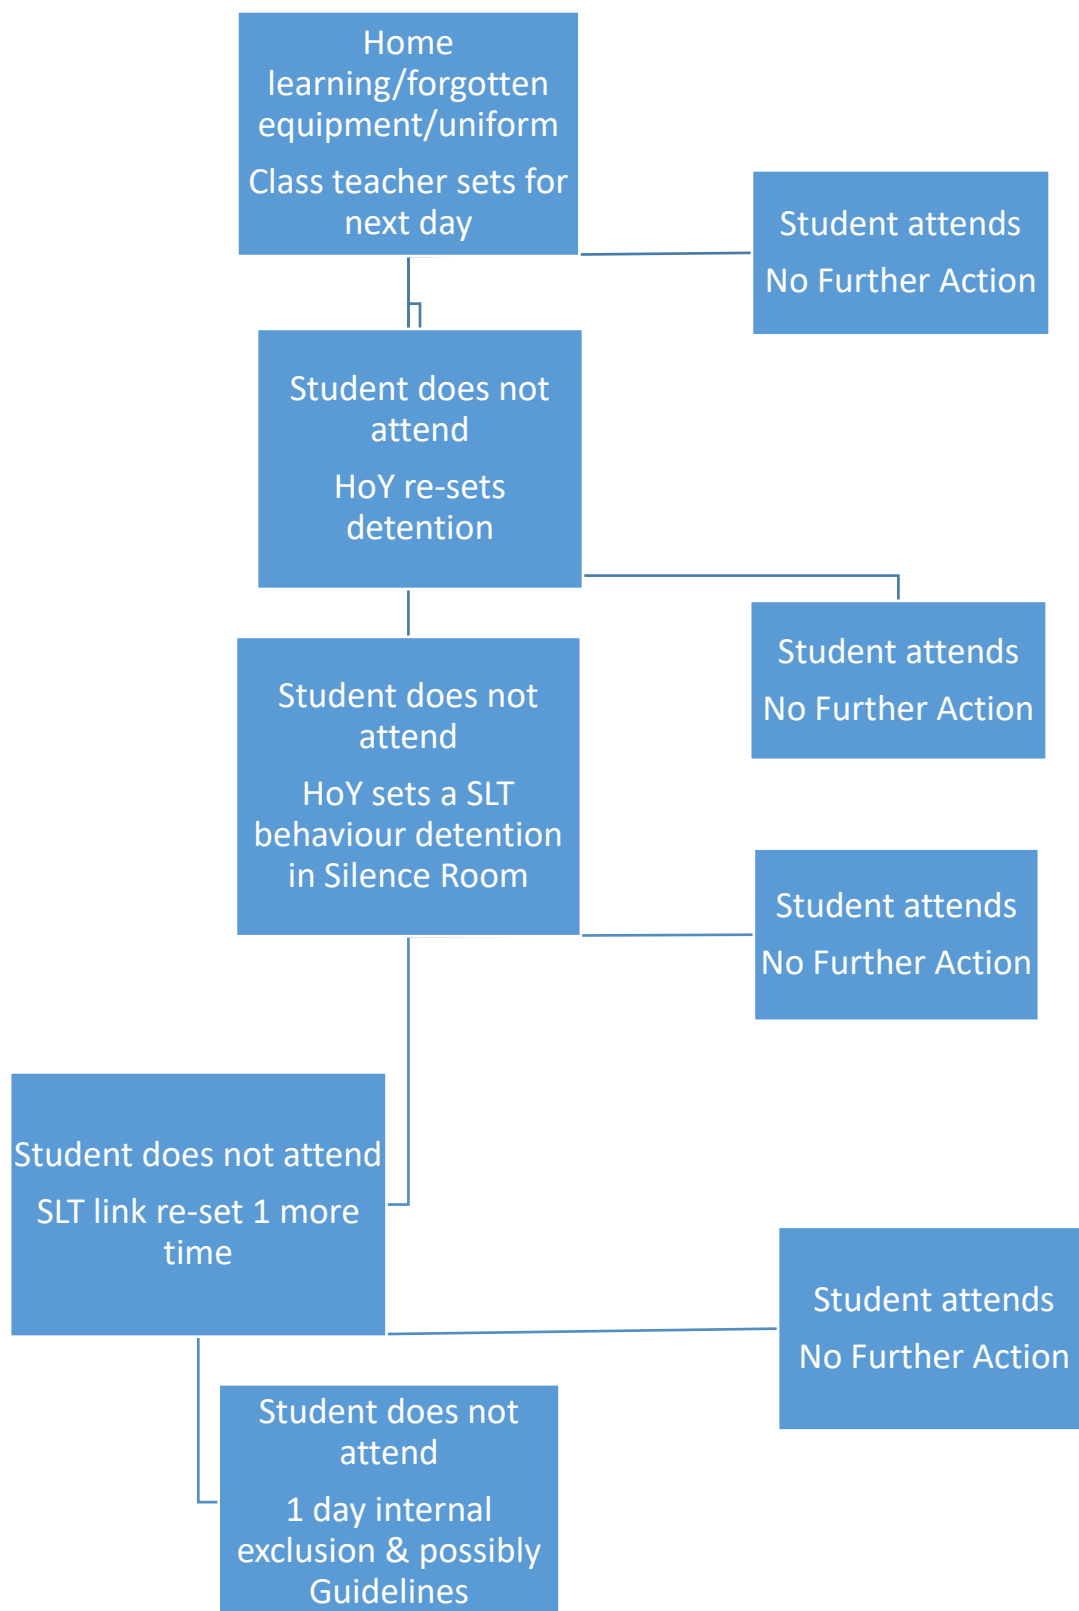 Home
learning/forgotten
equipment/uniform
Class teacher sets for
next day
Student attends
No Further Action
Student does not
attend
HoY re-sets
detention
Student attends
No Further Action
Student does not
attend
HoY sets a SLT
behaviour detention
in Silence Room
Student attends
No Further Action
Student does not attend
SLT link re-set 1 more
time
Student attends
No Further Action
Student does not
attend
1 day internal
exclusion & possibly
Guidelines